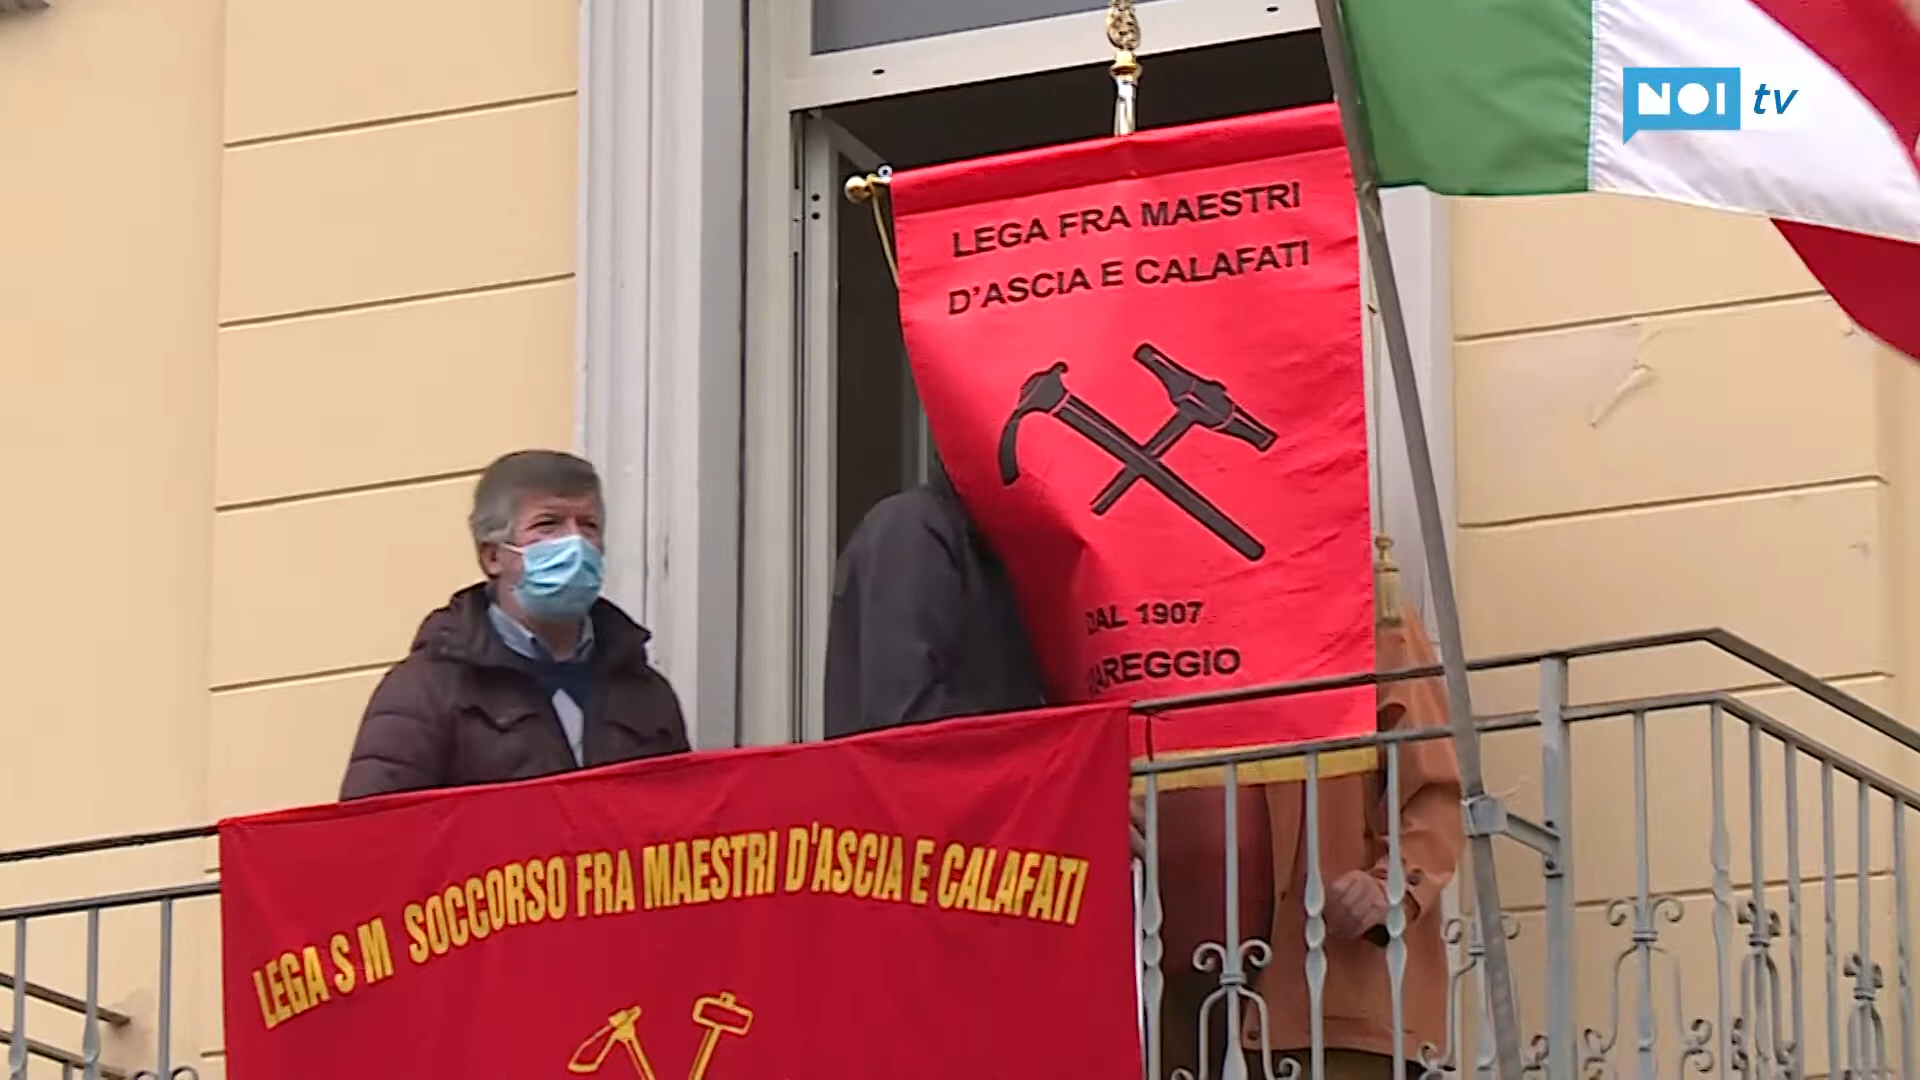 NOI tv
LEGA FRA MAESTRI
D'ASCIA E CALAFATI
DAL 1907
LEGA S M SOCCORSO FRA MAESTRI D'ASCIA E CALAFATI